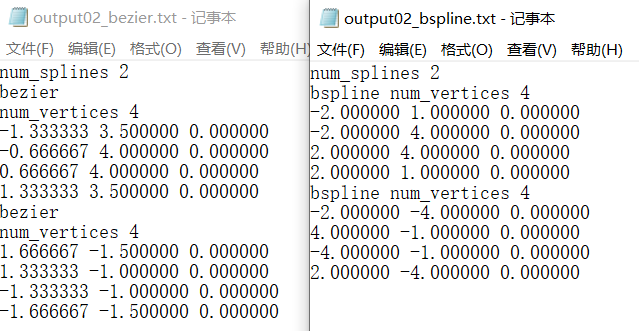 output02_bezier.txt - 记事本
文件(F) 编辑(E) 格式(O) 查看(V) 帮助(H)
num_splines 2
bezier
num_vertices 4
-1.333333 3.500000 0.000000
-0.666667 4.000000 0.000000
0.666667 4.000000 0.000000
1.333333 3.500000 0.000000
bezier
num_vertices 4
1.666667 -1.500000 0.000000
1.333333 -1.000000 0.000000
-1.333333 -1.000000 0.000000
-1.666667 -1.500000 0.000000
output02_bspline.txt - 记事本
文件(F) 编辑(E) 格式(O) 查看(V) 帮助(H)
num_splines 2
bspline num_vertices 4
-2.000000 1.000000 0.000000
-2.000000 4.000000 0.000000
2.000000 4.000000 0.000000
2.000000 1.000000 0.000000
bspline num_vertices 4
-2.000000 -4.000000 0.000000
4.000000 -1.000000 0.000000
-4.000000 -1.000000 0.000000
2.000000 -4.000000 0.000000